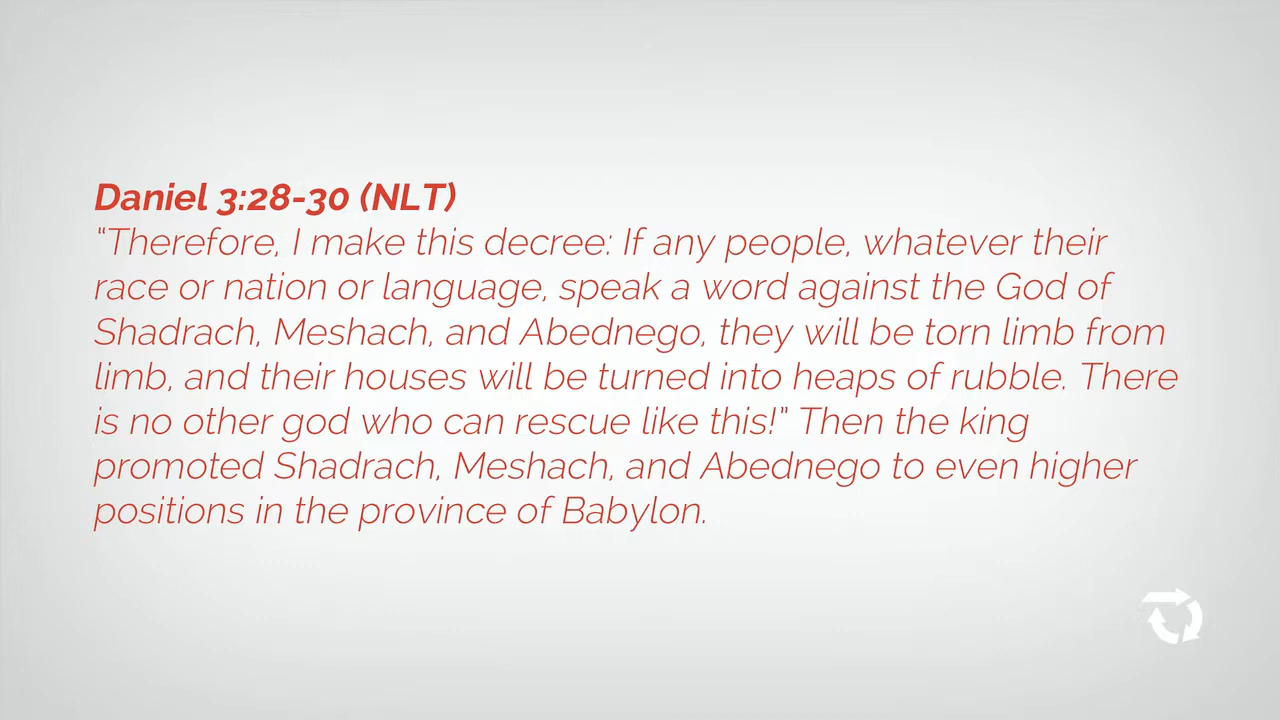 Daniel 3:28-30 (NLT)
“Therefore, I make this decree: If any people, whatever their
race or nation or language, speak a word against the God of
Shadrach, Meshach, and Abednego, they will be torn limb from
limb, and their houses will be turned into heaps of rubble. There
is no other god who can rescue like this!” Then the king
promoted Shadrach, Meshach, and Abednego to even higher
positions in the province of Babylon.